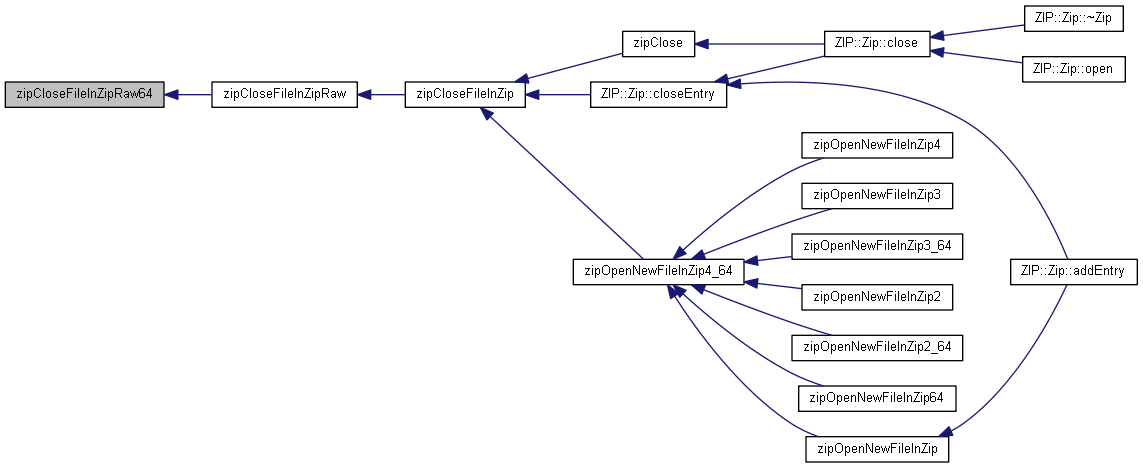 ZIP::Zip::~Zip
zipClose
ZIP::Zip::close
ZIP::Zip::open
zipCloseFileInZipRaw64
zipCloseFileInZipRaw
zipCloseFileInZip
ZIP::Zip::closeEntry
zipOpenNewFileInZip4
zipOpenNewFileInZip3
zipOpenNewFileInZip3_64
zipOpenNewFileInZip4_64
ZIP::Zip::addEntry
zipOpenNewFileInZip2
zipOpenNewFileInZip2_64
zipOpenNewFileInZip64
zipOpenNewFileInZip